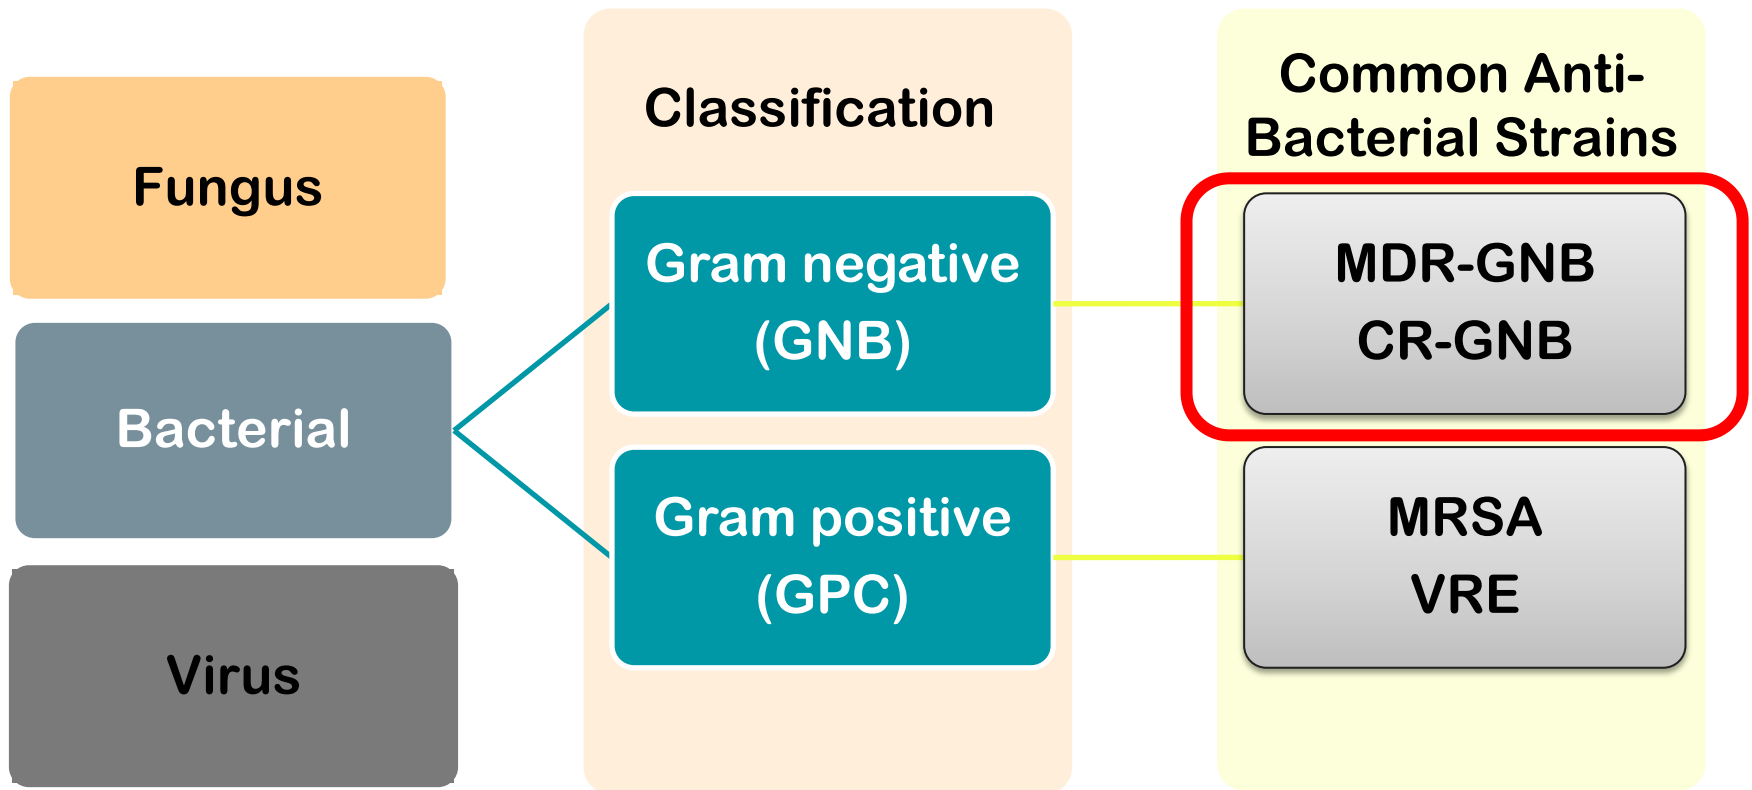 Fungus
Bacterial
Virus
Classification
Gram negative
(GNB)
Gram positive
(GPC)
Common Anti-
Bacterial Strains
MDR-GNB
CR-GNB
MRSA
VRE